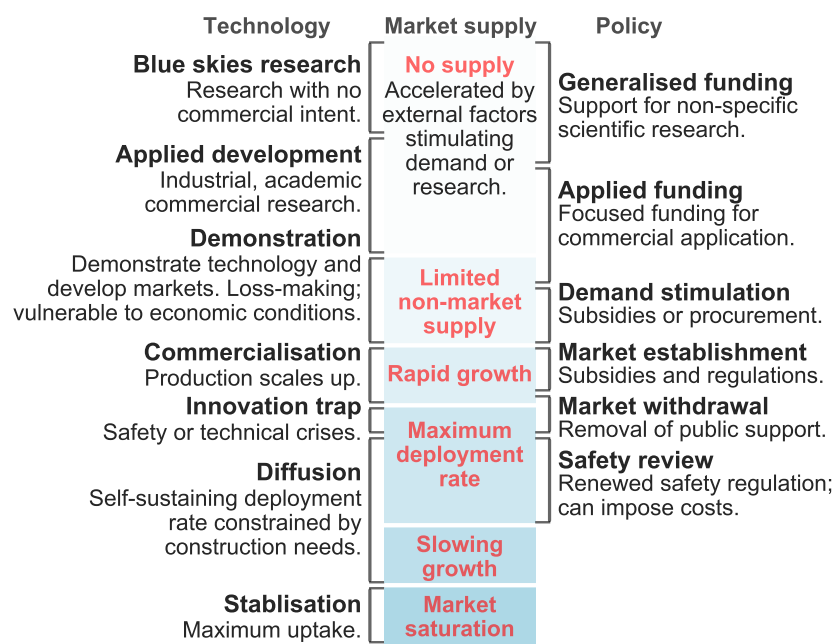 Technology
Market supply
Policy
Blue skies research
Research with no
commercial intent.
Applied development
Industrial, academic
commercial research.
Demonstration
Demonstrate technology and
develop markets. Loss-making;
vulnerable to economic conditions.
Commercialisation
Production scales up.
Innovation trap
Safety or technical crises.
Diffusion
Self-sustaining deployment
rate constrained by
construction needs.
Stablisation
Maximum uptake.
No supply
Accelerated by
external factors
stimulating
demand or
research.
Limited
non-market
supply
Rapid growth
Maximum
deployment
rate
Slowing
growth
Market
saturation
Generalised funding
Support for non-specific
scientific research.
Applied funding
Focused funding for
commercial application.
Demand stimulation
Subsidies or procurement.
Market establishment
Subsidies and regulations.
Market withdrawal
Removal of public support.
Safety review
Renewed safety regulation;
can impose costs.